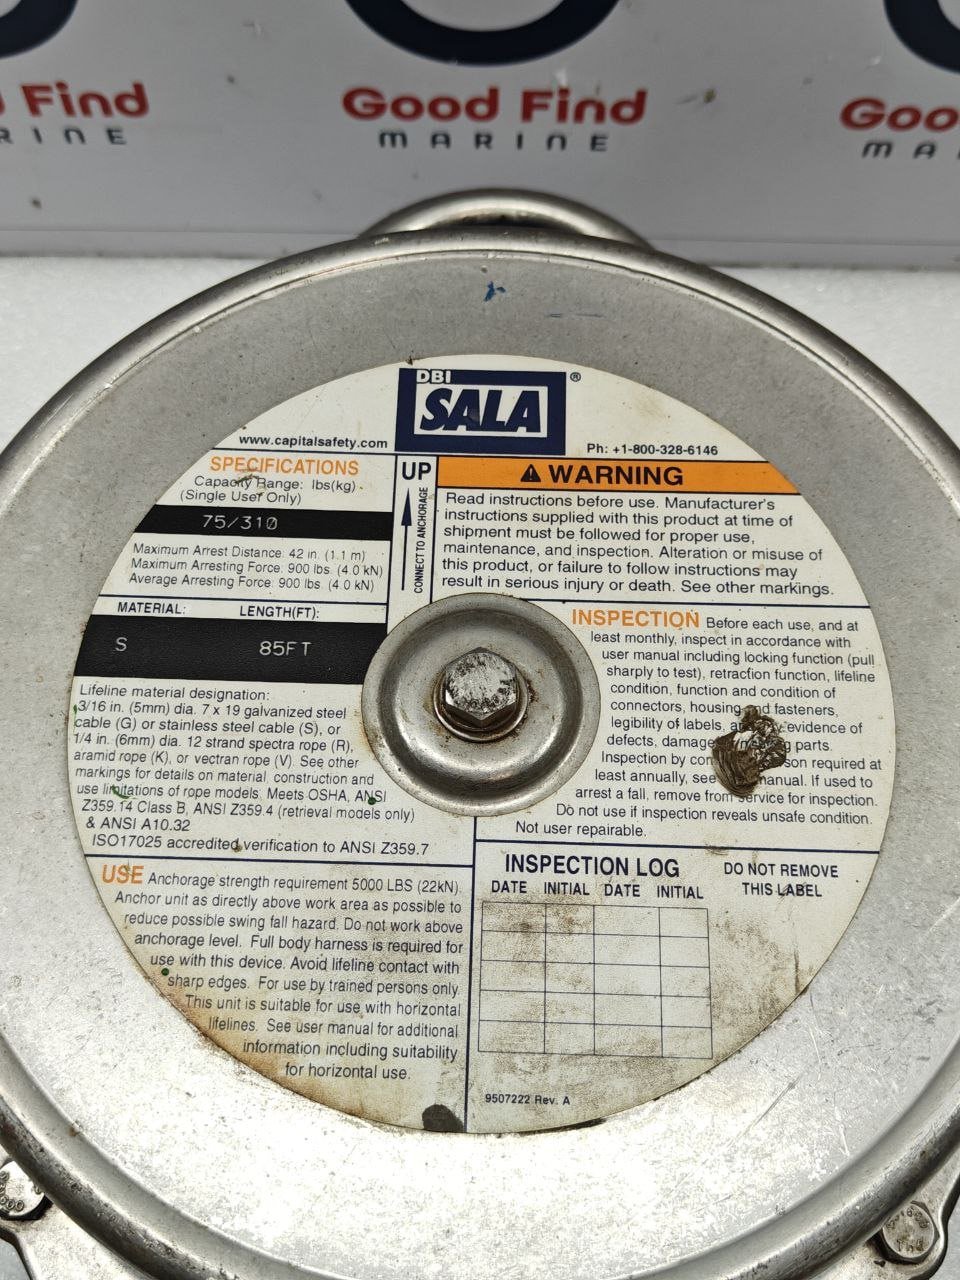 Find
RINE
Good Find
MARINE
Goo
MA
DBI
SALA®
www.capitalsafety.com
Ph: +1-800-328-6146
SPECIFICATIONS
Capacity Range: lbs(kg)
(Single User Only)
75/310
Maximum Arrest Distance: 42 in. (1.1 m)
Maximum Arresting Force: 900 lbs. (4.0 kN)
Average Arresting Force: 900 lbs. (4.0 kN)
UP
CONNECT TO ANCHORAGE
WARNING
Read instructions before use. Manufacturer's
instructions supplied with this product at time of
shipment must be followed for proper use,
maintenance, and inspection. Alteration or misuse of
this product, or failure to follow instructions may
result in serious injury or death. See other markings.
MATERIAL: LENGTH(FT):
S 85FT
Lifeline material designation:
3/16 in. (5mm) dia. 7 x 19 galvanized steel
cable (G) or stainless steel cable (S), or
1/4 in. (6mm) dia. 12 strand spectra rope (R),
aramid rope (K), or vectran rope (V). See other
markings for details on material, construction and
use limitations of rope models. Meets OSHA, ANSI
Z359.14 Class B, ANSI Z359.4 (retrieval models only)
& ANSI A10.32
ISO17025 accredited verification to ANSI Z359.7
INSPECTION Before each use, and at
least monthly, inspect in accordance with
user manual including locking function (pull
sharply to test), retraction function, lifeline
condition, function and condition of
connectors, housing and fasteners,
legibility of labels, evidence of
defects, damage parts.
Inspection by required at
least annually, see manual. If used to
arrest a fall, remove from service for inspection.
Do not use if inspection reveals unsafe condition.
Not user repairable.
USE Anchorage strength requirement 5000 LBS (22kN).
Anchor unit as directly above work area as possible to
reduce possible swing fall hazard. Do not work above
anchorage level. Full body harness is required for
use with this device. Avoid lifeline contact with
sharp edges. For use by trained persons only.
This unit is suitable for use with horizontal
lifelines. See user manual for additional
information including suitability
for horizontal use.
INSPECTION LOG
DATE INITIAL DATE INITIAL
DO NOT REMOVE
THIS LABEL
9507222 Rev. A